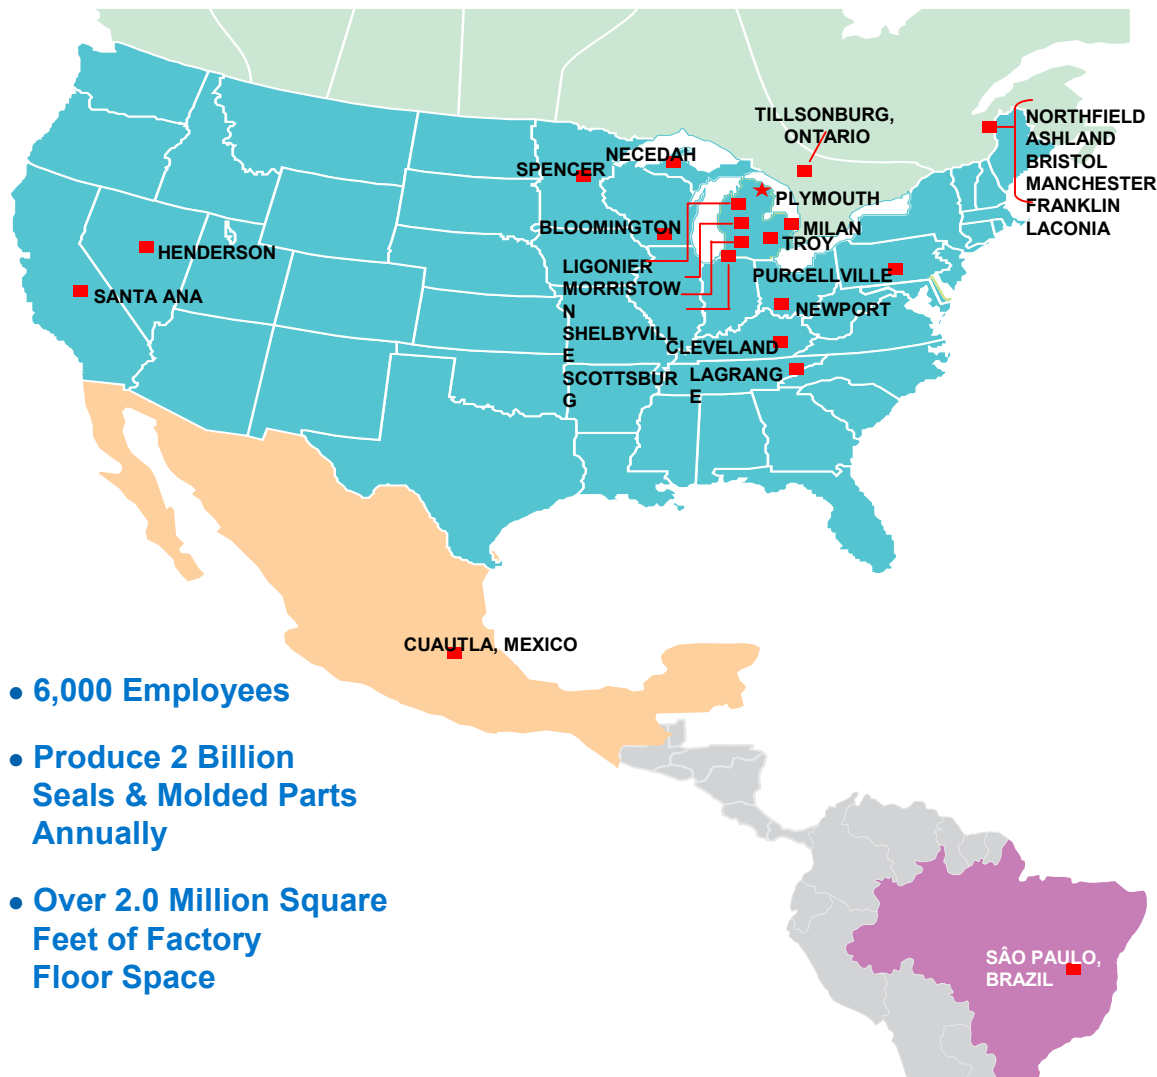 TILLSONBURG,
ONTARIO
NORTHFIELD
ASHLAND
BRISTOL
MANCHESTER
FRANKLIN
LACONIA
NECEDAH
SPENCER
PLYMOUTH
BLOOMINGTON
MILAN
TROY
HENDERSON
LIGONIER
MORRISTOW
N
SHELBYVILL
E
SCOTTSBUR
G
PURCELLVILLE
SANTA ANA
NEWPORT
CLEVELAND
LAGRANG
E
CUAUTLA, MEXICO
• 6,000 Employees
• Produce 2 Billion
Seals & Molded Parts
Annually
• Over 2.0 Million Square
Feet of Factory
Floor Space
SÂO PAULO,
BRAZIL